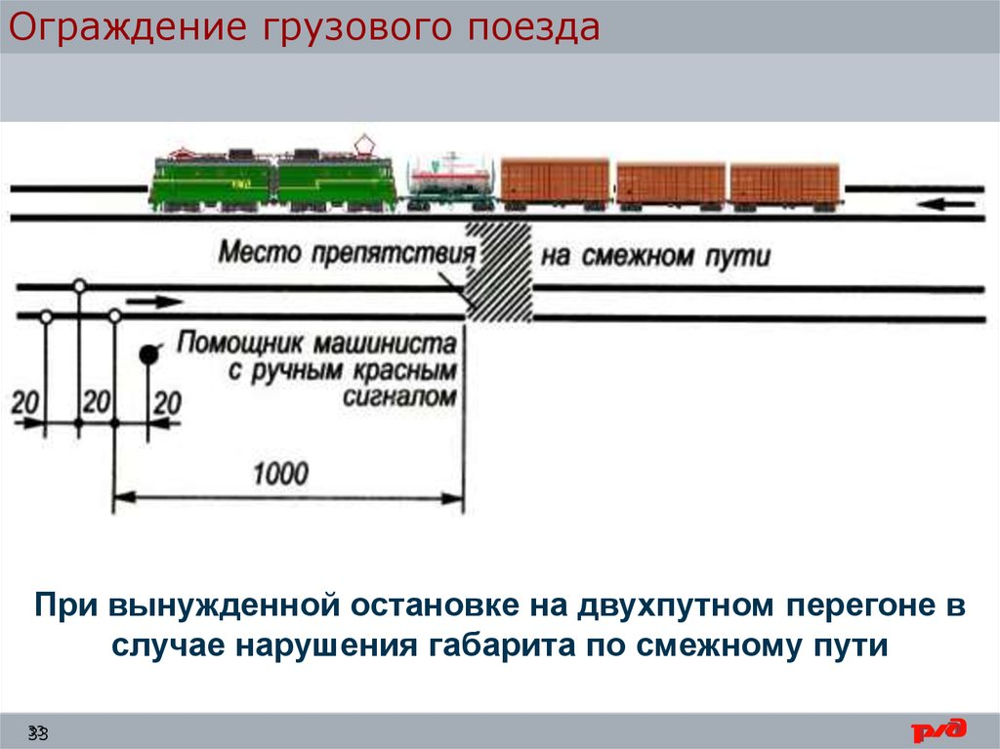 Ограждение грузового поезда
Место препятствия на смежном пути
Помощник машиниста
с ручным красным
сигналом
20 20 20
1000
При вынужденной остановке на двухпутном перегоне в
случае нарушения габарита по смежному пути
33
РЖД